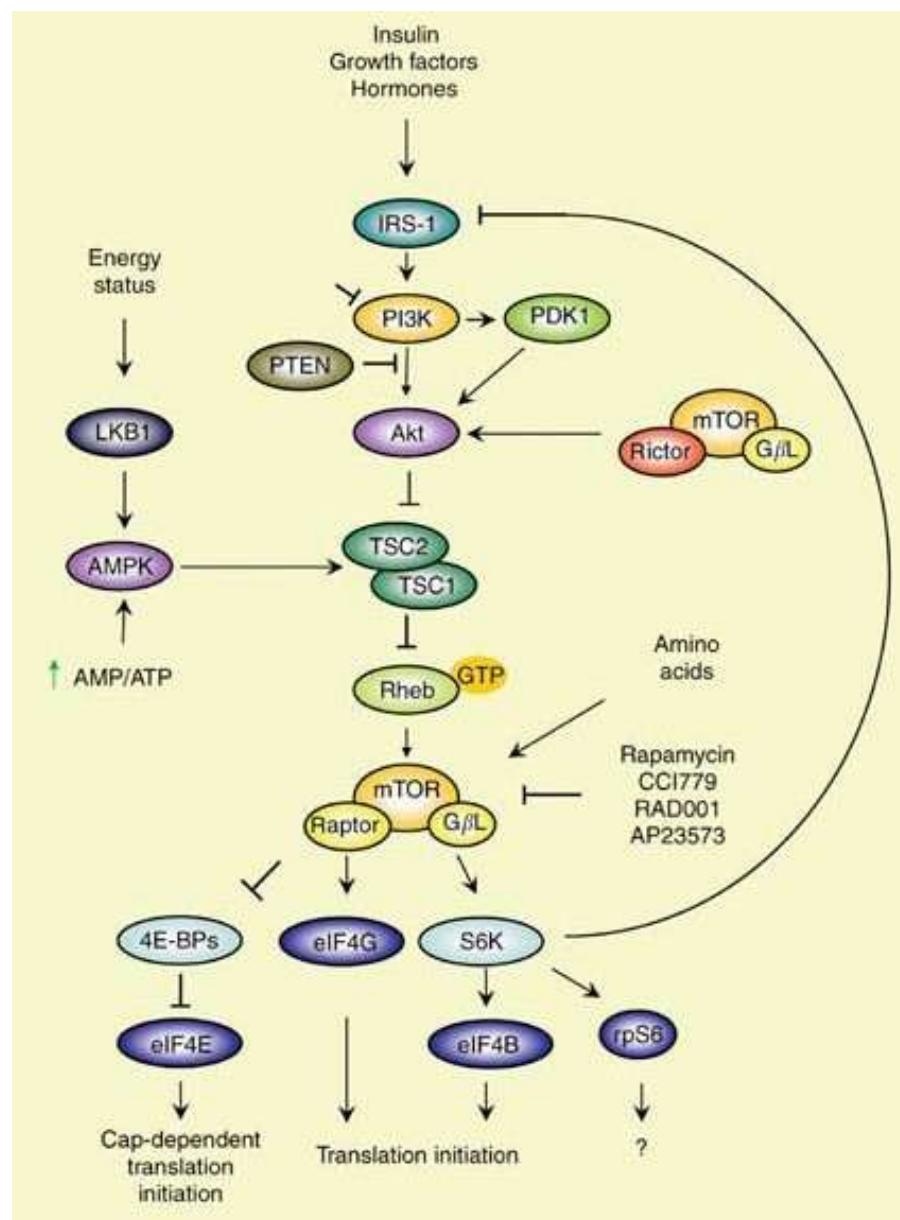 Insulin
Growth factors
Hormones
IRS-1
Energy
status
PI3K
PDK1
PTEN
LKB1
Akt
mTOR
Rictor
GβL
TSC2
AMPK
TSC1
↑ AMP/ATP
Amino
acids
Rheb
GTP
Rapamycin
CCI779
RAD001
AP23573
mTOR
Raptor
GβL
4E-BPs
eIF4G
S6K
eIF4E
eIF4B
rpS6
Cap-dependent
translation
initiation
Translation initiation
?